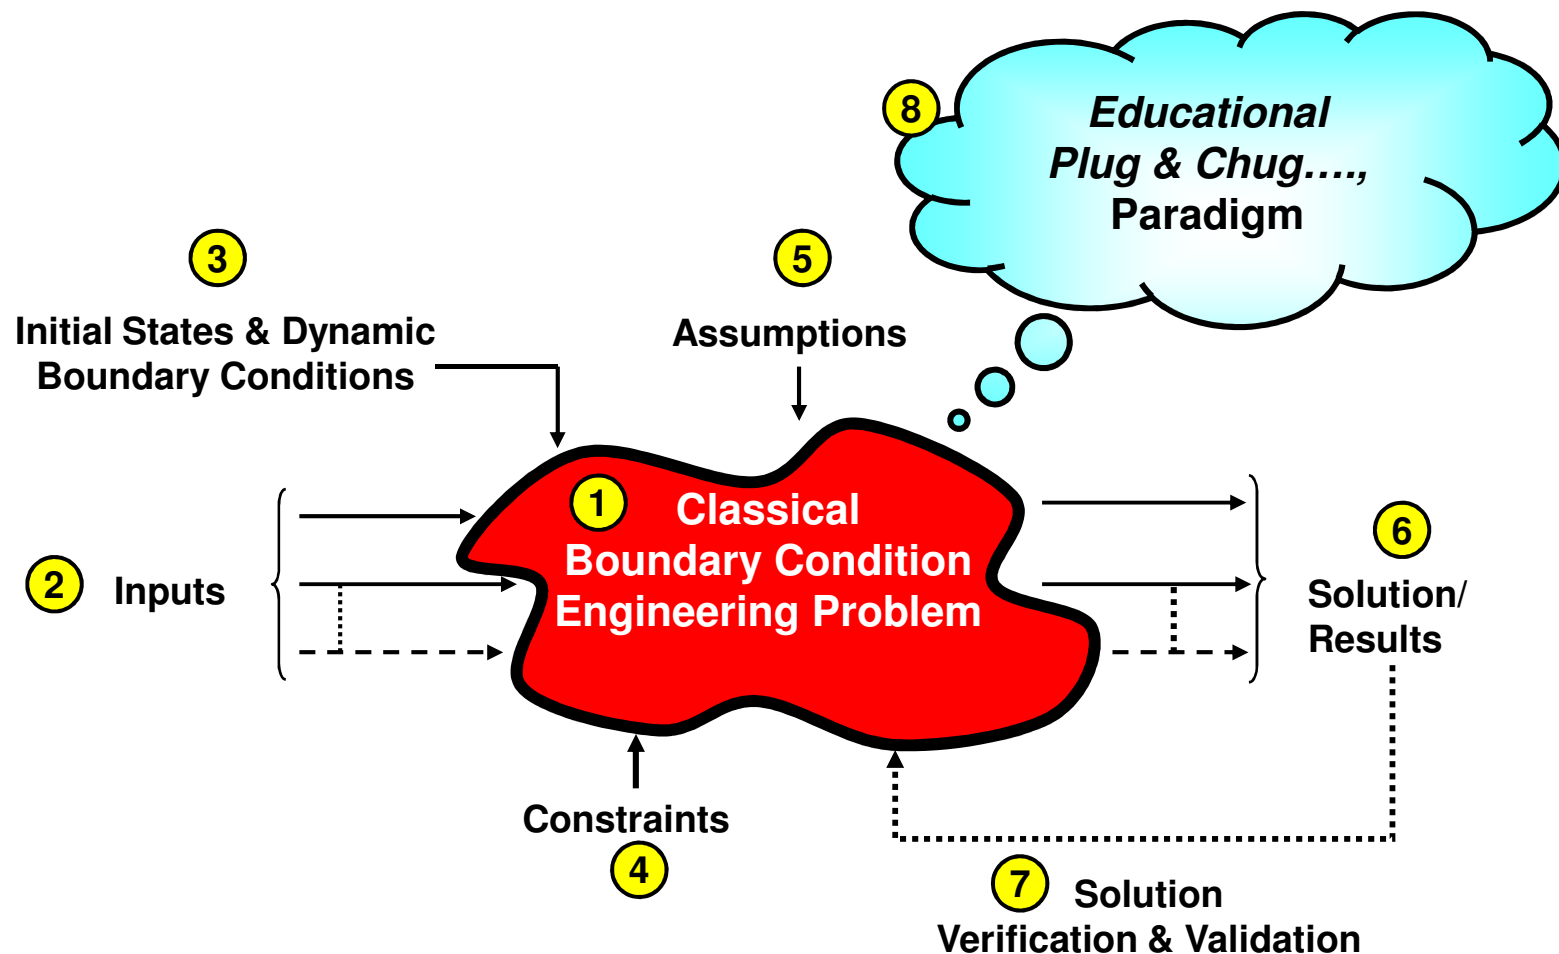 8
Educational
Plug & Chug....,
Paradigm
3
Initial States & Dynamic
Boundary Conditions
5
Assumptions
1
Classical
Boundary Condition
Engineering Problem
2
Inputs
6
Solution/
Results
Constraints
4
7
Solution
Verification & Validation